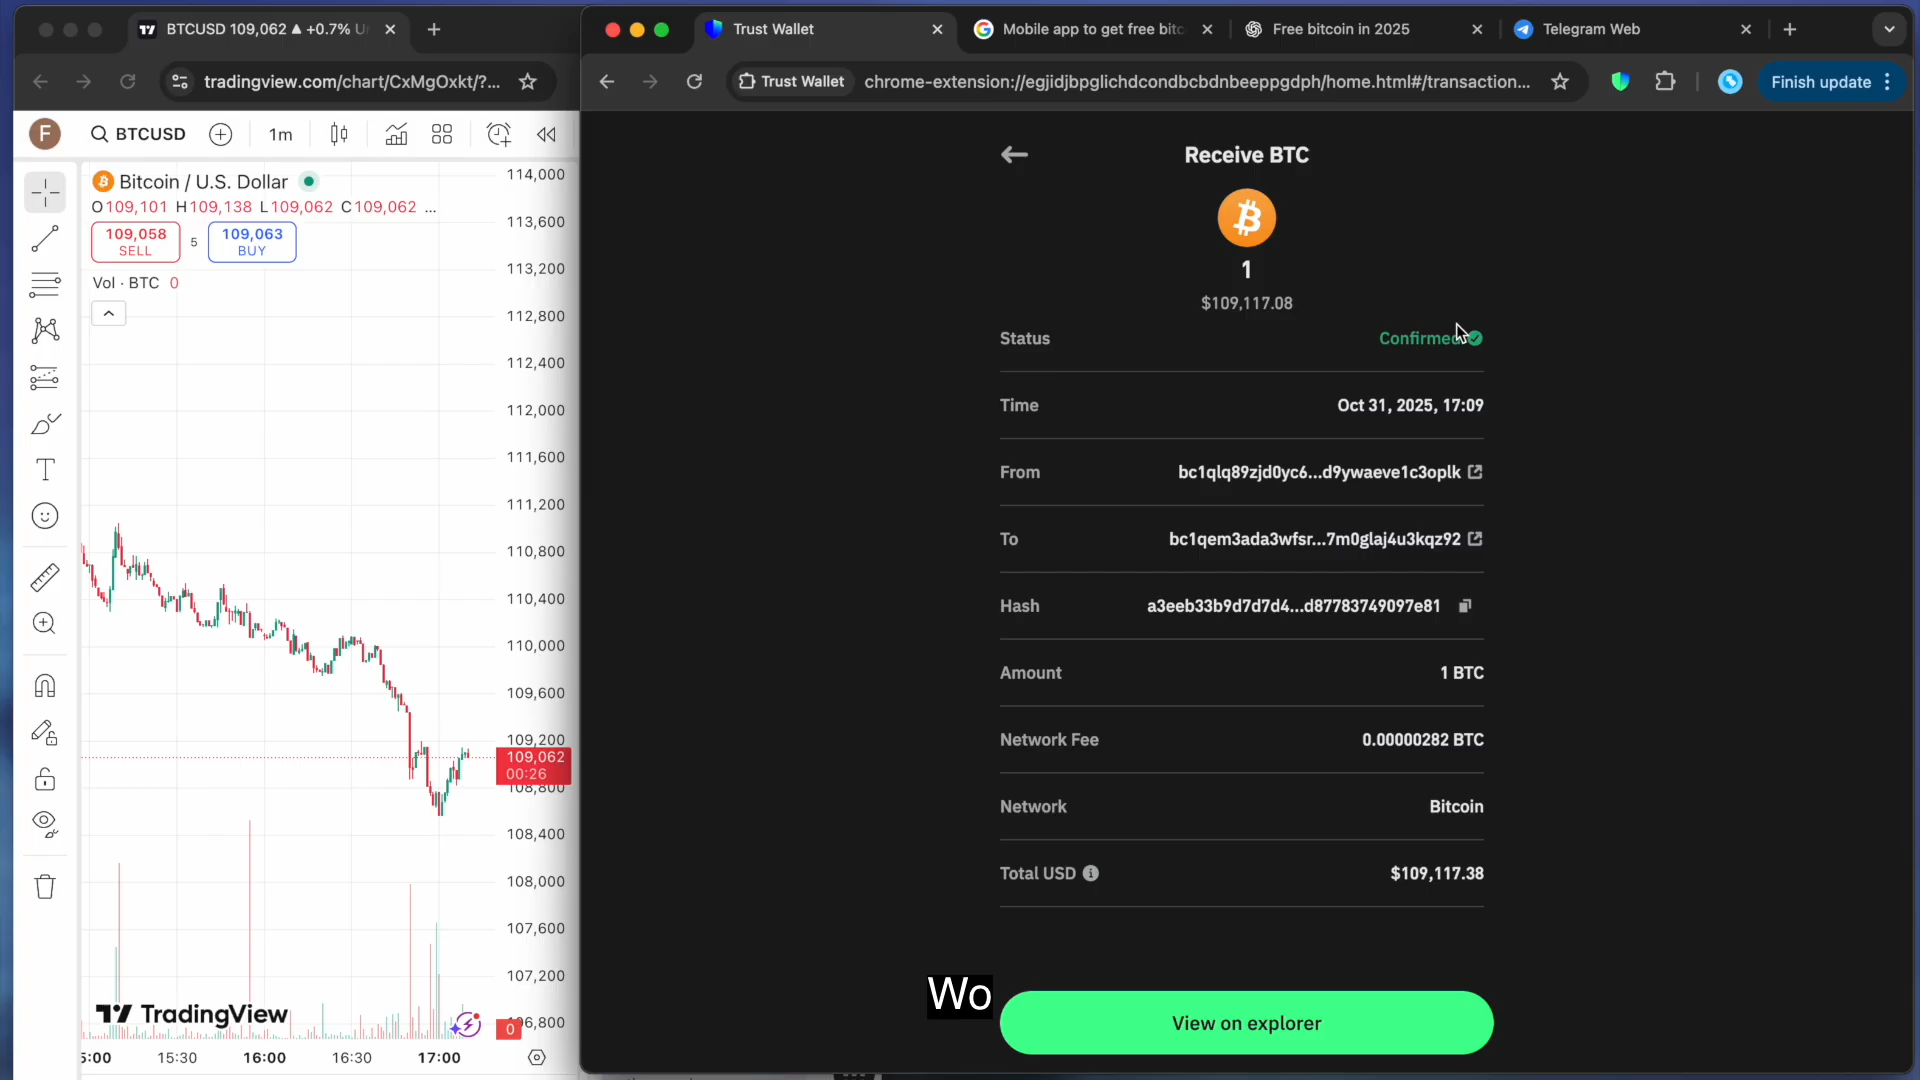 BTCUSD 109,062 ▲ +0.7% U
tradingview.com/chart/CxMgOxkt/?...
F
BTCUSD
1m
Bitcoin / U.S. Dollar
O109,101 H109,138 L109,062 C109,062 ...
109,058
SELL
5
109,063
BUY
Vol · BTC 0
114,000
113,600
113,200
112,800
112,400
112,000
111,600
111,200
110,800
110,400
110,000
109,600
109,200
109,062
00:26
108,800
108,400
108,000
107,600
107,200
06,800
0
TradingView
5:00
15:30
16:00
16:30
17:00
Trust Wallet
Mobile app to get free bitc
Free bitcoin in 2025
Telegram Web
Trust Wallet
chrome-extension://egjidjbpglichdcondbcbdnbeeppgdph/home.html#/transaction...
Finish update
Receive BTC
1
$109,117.08
Status
Confirmed
Time
Oct 31, 2025, 17:09
From
bc1qlq89zjd0yc6...d9ywaeve1c3oplk
To
bc1qem3ada3wfsr...7m0glaj4u3kqz92
Hash
a3eeb33b9d7d7d4...d87783749097e81
Amount
1 BTC
Network Fee
0.00000282 BTC
Network
Bitcoin
Total USD
$109,117.38
Wo
View on explorer